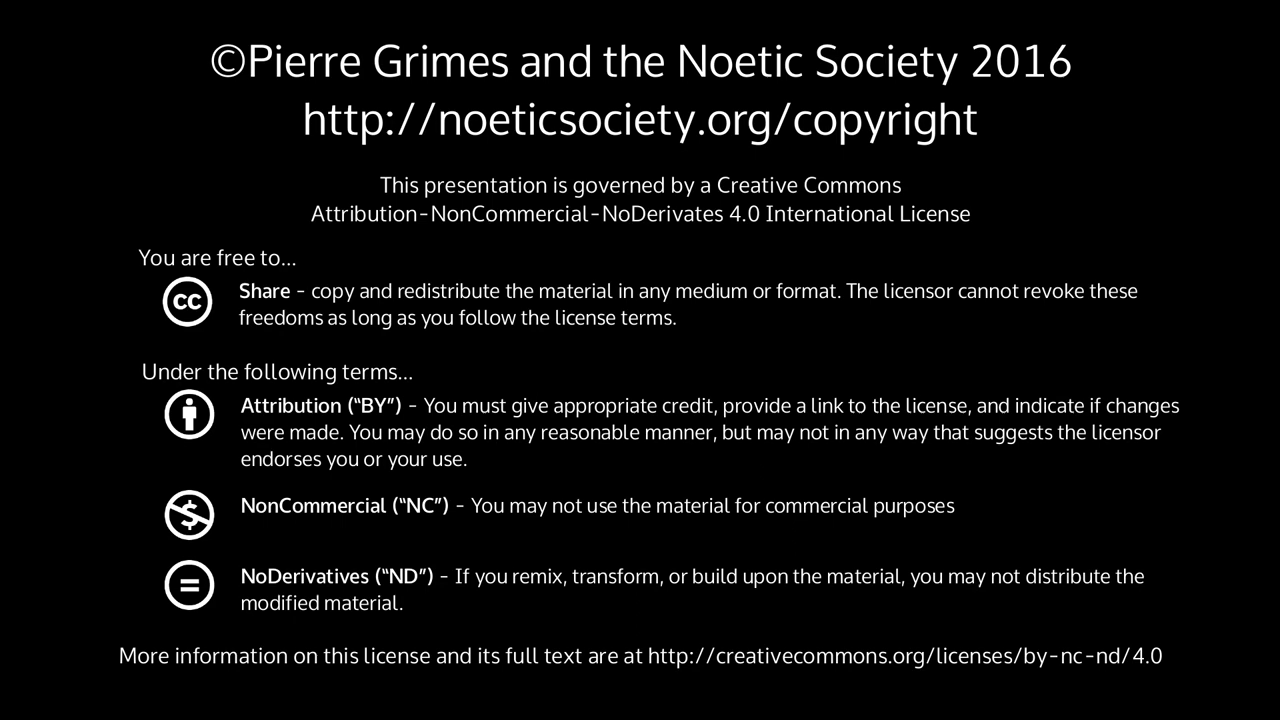 ©Pierre Grimes and the Noetic Society 2016
http://noeticsociety.org/copyright
This presentation is governed by a Creative Commons
Attribution-NonCommercial-NoDerivates 4.0 International License
You are free to...
cc
Share - copy and redistribute the material in any medium or format. The licensor cannot revoke these
freedoms as long as you follow the license terms.
Under the following terms...
Attribution (“BY”) - You must give appropriate credit, provide a link to the license, and indicate if changes
were made. You may do so in any reasonable manner, but may not in any way that suggests the licensor
endorses you or your use.
$
NonCommercial (“NC”) - You may not use the material for commercial purposes
=
NoDerivatives (“ND”) - If you remix, transform, or build upon the material, you may not distribute the
modified material.
More information on this license and its full text are at http://creativecommons.org/licenses/by-nc-nd/4.0